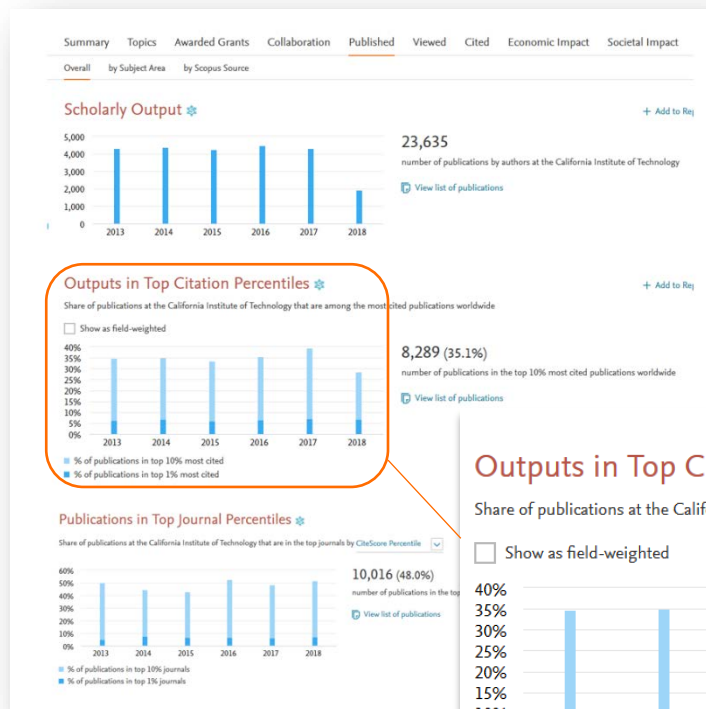 Summary Topics Awarded Grants Collaboration Published Viewed Cited Economic Impact Societal Impact
Overall by Subject Area by Scopus Source
Scholarly Output
+ Add to Rep
5,000
4,000
3,000
2,000
1,000
0
2013 2014 2015 2016 2017 2018
23,635
number of publications by authors at the California Institute of Technology
View list of publications
Outputs in Top Citation Percentiles
+ Add to Rep
Share of publications at the California Institute of Technology that are among the most cited publications worldwide
Show as field-weighted
40%
35%
30%
25%
20%
15%
10%
5%
0%
2013 2014 2015 2016 2017 2018
% of publications in top 10% most cited
% of publications in top 1% most cited
8,289 (35.1%)
number of publications in the top 10% most cited publications worldwide
View list of publications
Publications in Top Journal Percentiles
Share of publications at the California Institute of Technology that are in the top journals by CiteScore Percentile
60%
50%
40%
30%
20%
10%
0%
2013 2014 2015 2016 2017 2018
% of publications in top 10% journals
% of publications in top 1% journals
10,016 (48.0%)
number of publications in the top
View list of publications
Outputs in Top C
Share of publications at the Calif
Show as field-weighted
40%
35%
30%
25%
20%
15%